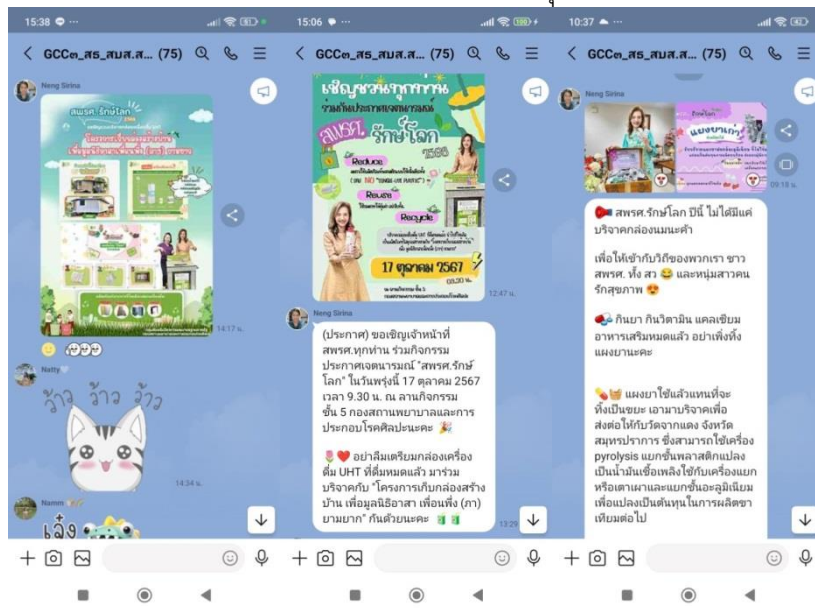 15:38
GCC๓_สธ_สบส.ส... (75)
Neng Sirina
สพรศ. รักษ์โลก
14:17 น.
Netty
ว้าว ว้าว ว้าว
14:34 น.
Namm
15:06
GCC๓_สธ_สบส.ส... (75)
เชิญชวนทุกท่าน
ร่วมกันประกาศเจตนารมณ์
สพรศ. รักษ์โลก
2566
Reduce
Reuse
Recycle
17 ตุลาคม 2567
09.30 น.
12:47 น.
Neng Sirina
(ประกาศ) ขอเชิญเจ้าหน้าที่
สพรศ.ทุกท่าน ร่วมกิจกรรม
ประกาศเจตนารมณ์ "สพรศ.รักษ์
โลก" ในวันพรุ่งนี้ 17 ตุลาคม 2567
เวลา 9.30 น. ณ ลานกิจกรรม
ชั้น 5 กองสถานพยาบาลและการ
ประกอบโรคศิลปะนะคะ 🎉
🌷❤️ อย่าลืมเตรียมกล่องเครื่อง
ดื่ม UHT ที่ดื่มหมดแล้ว มาร่วม
บริจาคกับ "โครงการเก็บกล่องสร้าง
บ้าน เพื่อมูลนิธิอาสา เพื่อนพึ่ง (ภา)
ยามยาก" กันด้วยนะคะ
13:29
10:37
GCC๓_สธ_สบส.ส... (75)
Neng Sirina
รักษ์โลก
แผงยาเก่า
09:18 น.
สพรศ.รักษ์โลก ปีนี้ ไม่ได้มีแค่
บริจาคกล่องนมนะค้า
เพื่อให้เข้ากับวิถีของพวกเรา ชาว
สพรศ. ทั้ง สว 😂 และหนุ่มสาวคน
รักสุขภาพ 😍
กินยา กินวิตามิน แคลเซียม
อาหารเสริมหมดแล้ว อย่าเพิ่งทิ้ง
แผงยานะคะ
แผงยาใช้แล้วแทนที่จะ
ทิ้งเป็นขยะ เอามาบริจาคเพื่อ
ส่งต่อให้กับวัดจากแดง จังหวัด
สมุทรปราการ ซึ่งสามารถใช้เครื่อง
pyrolysis แยกชั้นพลาสติกแปลง
เป็นน้ำมันเชื้อเพลิงใช้กับเครื่องแยก
หรือเตาเผาและแยกชั้นอะลูมิเนียม
เพื่อแปลงเป็นต้นทุนในการผลิตขา
เทียมต่อไป